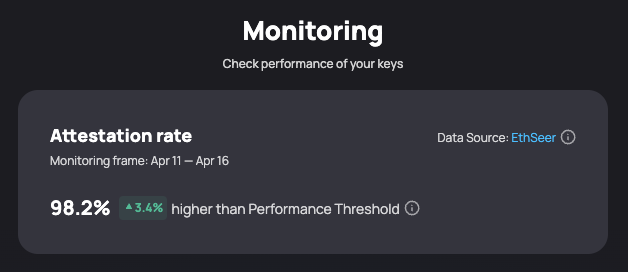 Monitoring
Check performance of your keys
Attestation rate
Data Source: EthSeer
Monitoring frame: Apr 11 — Apr 16
98.2% ▲3.4% higher than Performance Threshold